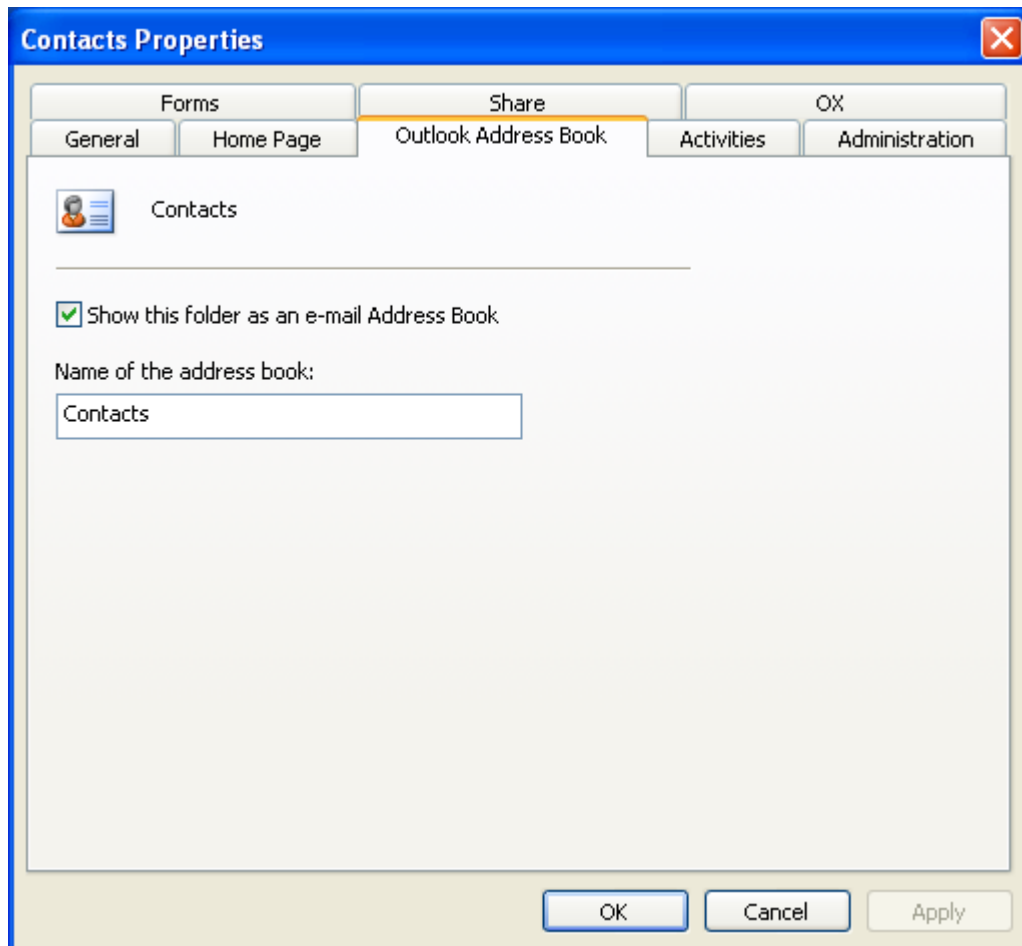 Contacts Properties
Forms Share OX
General Home Page Outlook Address Book Activities Administration
Contacts
Show this folder as an e-mail Address Book
Name of the address book:
Contacts
OK Cancel Apply